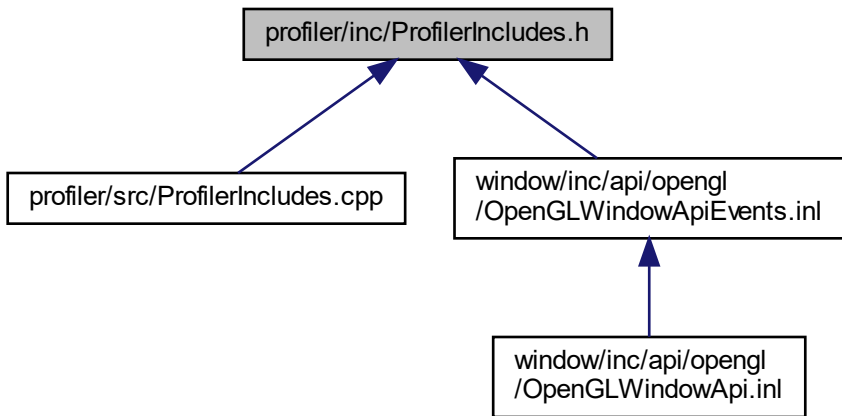 profiler/inc/ProfilerIncludes.h
profiler/src/ProfilerIncludes.cpp
window/inc/api/opengl
/OpenGLWindowApiEvents.inl
window/inc/api/opengl
/OpenGLWindowApi.inl